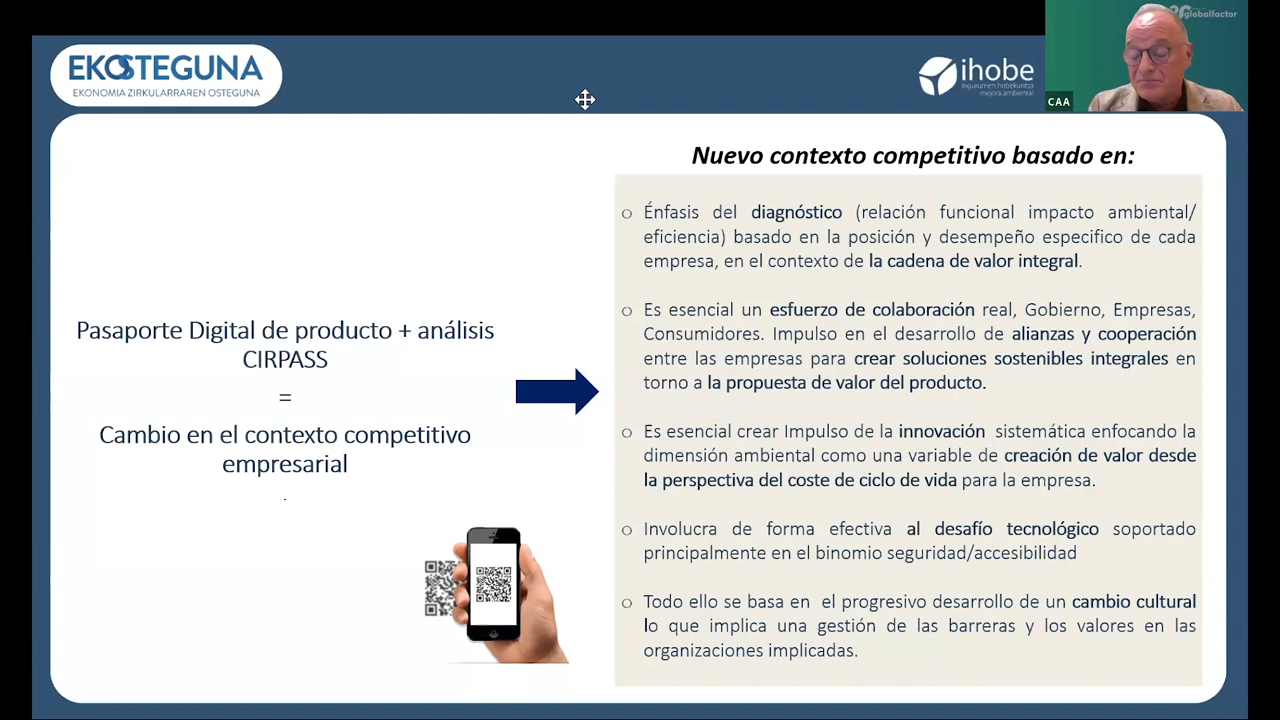 EKOSTEGUNA
EKONOMIA ZIRKULARRAREN OSTEGUNA
ihobe
ingurumen hobekuntza
mejora ambiental
globalfactor
CAA
Nuevo contexto competitivo basado en:
Pasaporte Digital de producto + análisis
CIRPASS
=
Cambio en el contexto competitivo
empresarial
.
o Énfasis del diagnóstico (relación funcional impacto ambiental/
eficiencia) basado en la posición y desempeño especifico de cada
empresa, en el contexto de la cadena de valor integral.
o Es esencial un esfuerzo de colaboración real, Gobierno, Empresas,
Consumidores. Impulso en el desarrollo de alianzas y cooperación
entre las empresas para crear soluciones sostenibles integrales en
torno a la propuesta de valor del producto.
o Es esencial crear Impulso de la innovación sistemática enfocando la
dimensión ambiental como una variable de creación de valor desde
la perspectiva del coste de ciclo de vida para la empresa.
o Involucra de forma efectiva al desafío tecnológico soportado
principalmente en el binomio seguridad/accesibilidad
o Todo ello se basa en el progresivo desarrollo de un cambio cultural
lo que implica una gestión de las barreras y los valores en las
organizaciones implicadas.